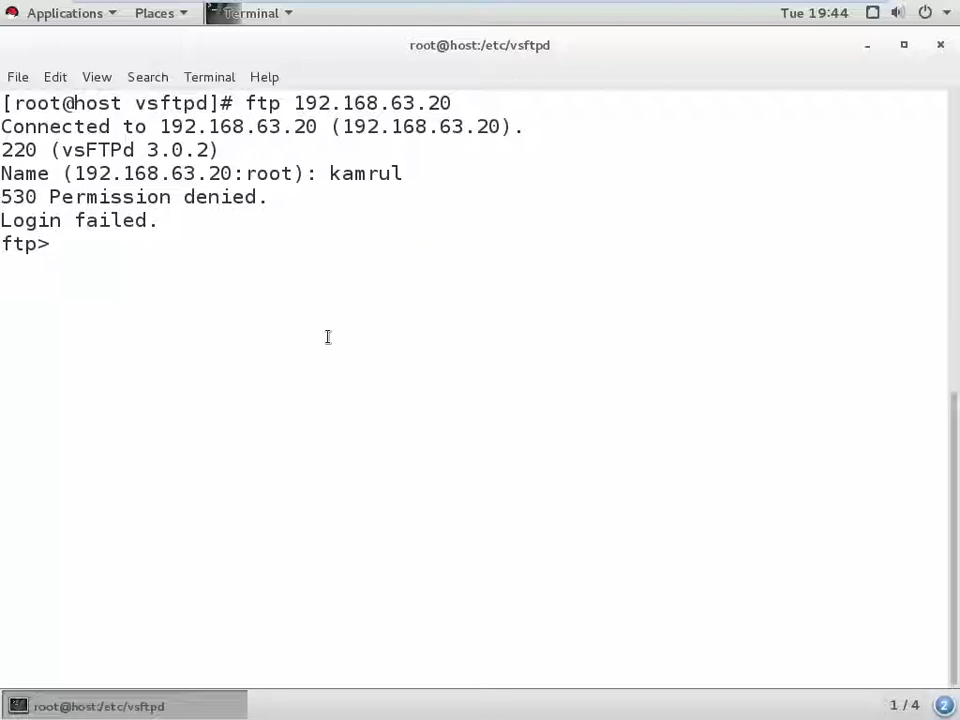 Applications Places Terminal Tue 19:44
root@host:/etc/vsftpd
File Edit View Search Terminal Help
[root@host vsftpd]# ftp 192.168.63.20
Connected to 192.168.63.20 (192.168.63.20).
220 (vsFTPd 3.0.2)
Name (192.168.63.20:root): kamrul
530 Permission denied.
Login failed.
ftp>
root@host:/etc/vsftpd 1 / 4 2